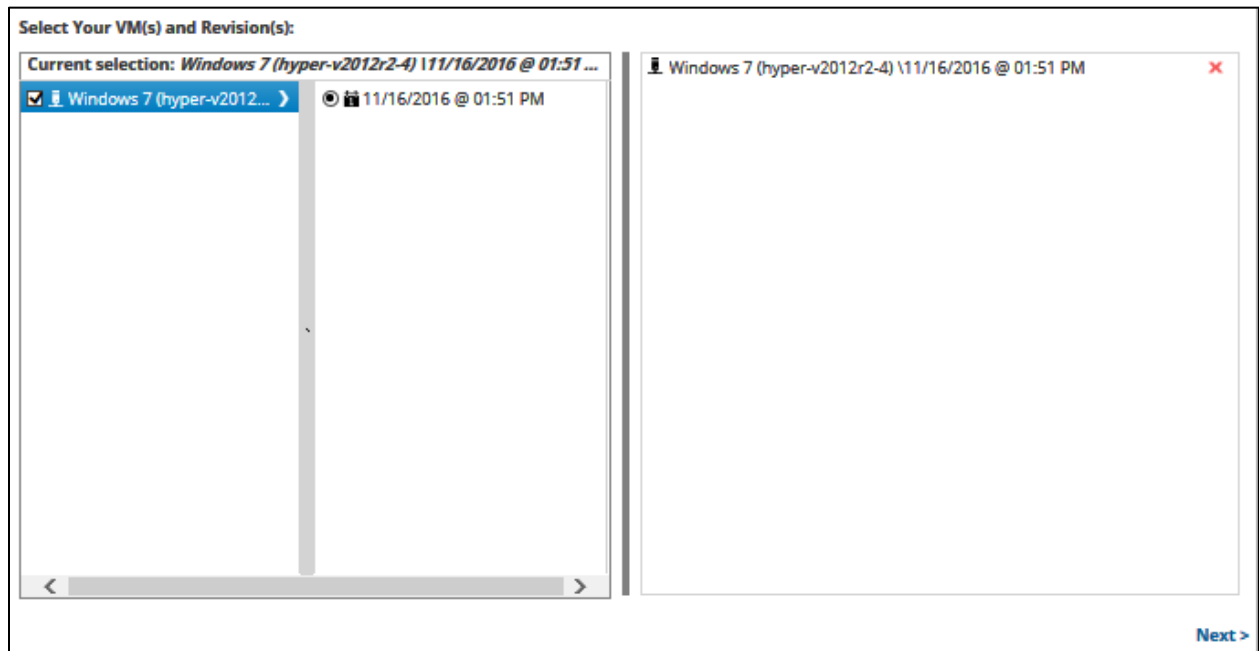 Select Your VM(s) and Revision(s):
Current selection: Windows 7 (hyper-v2012r2-4) \11/16/2016 @ 01:51 ...
Windows 7 (hyper-v2012...
11/16/2016 @ 01:51 PM
Windows 7 (hyper-v2012r2-4) \11/16/2016 @ 01:51 PM
Next >